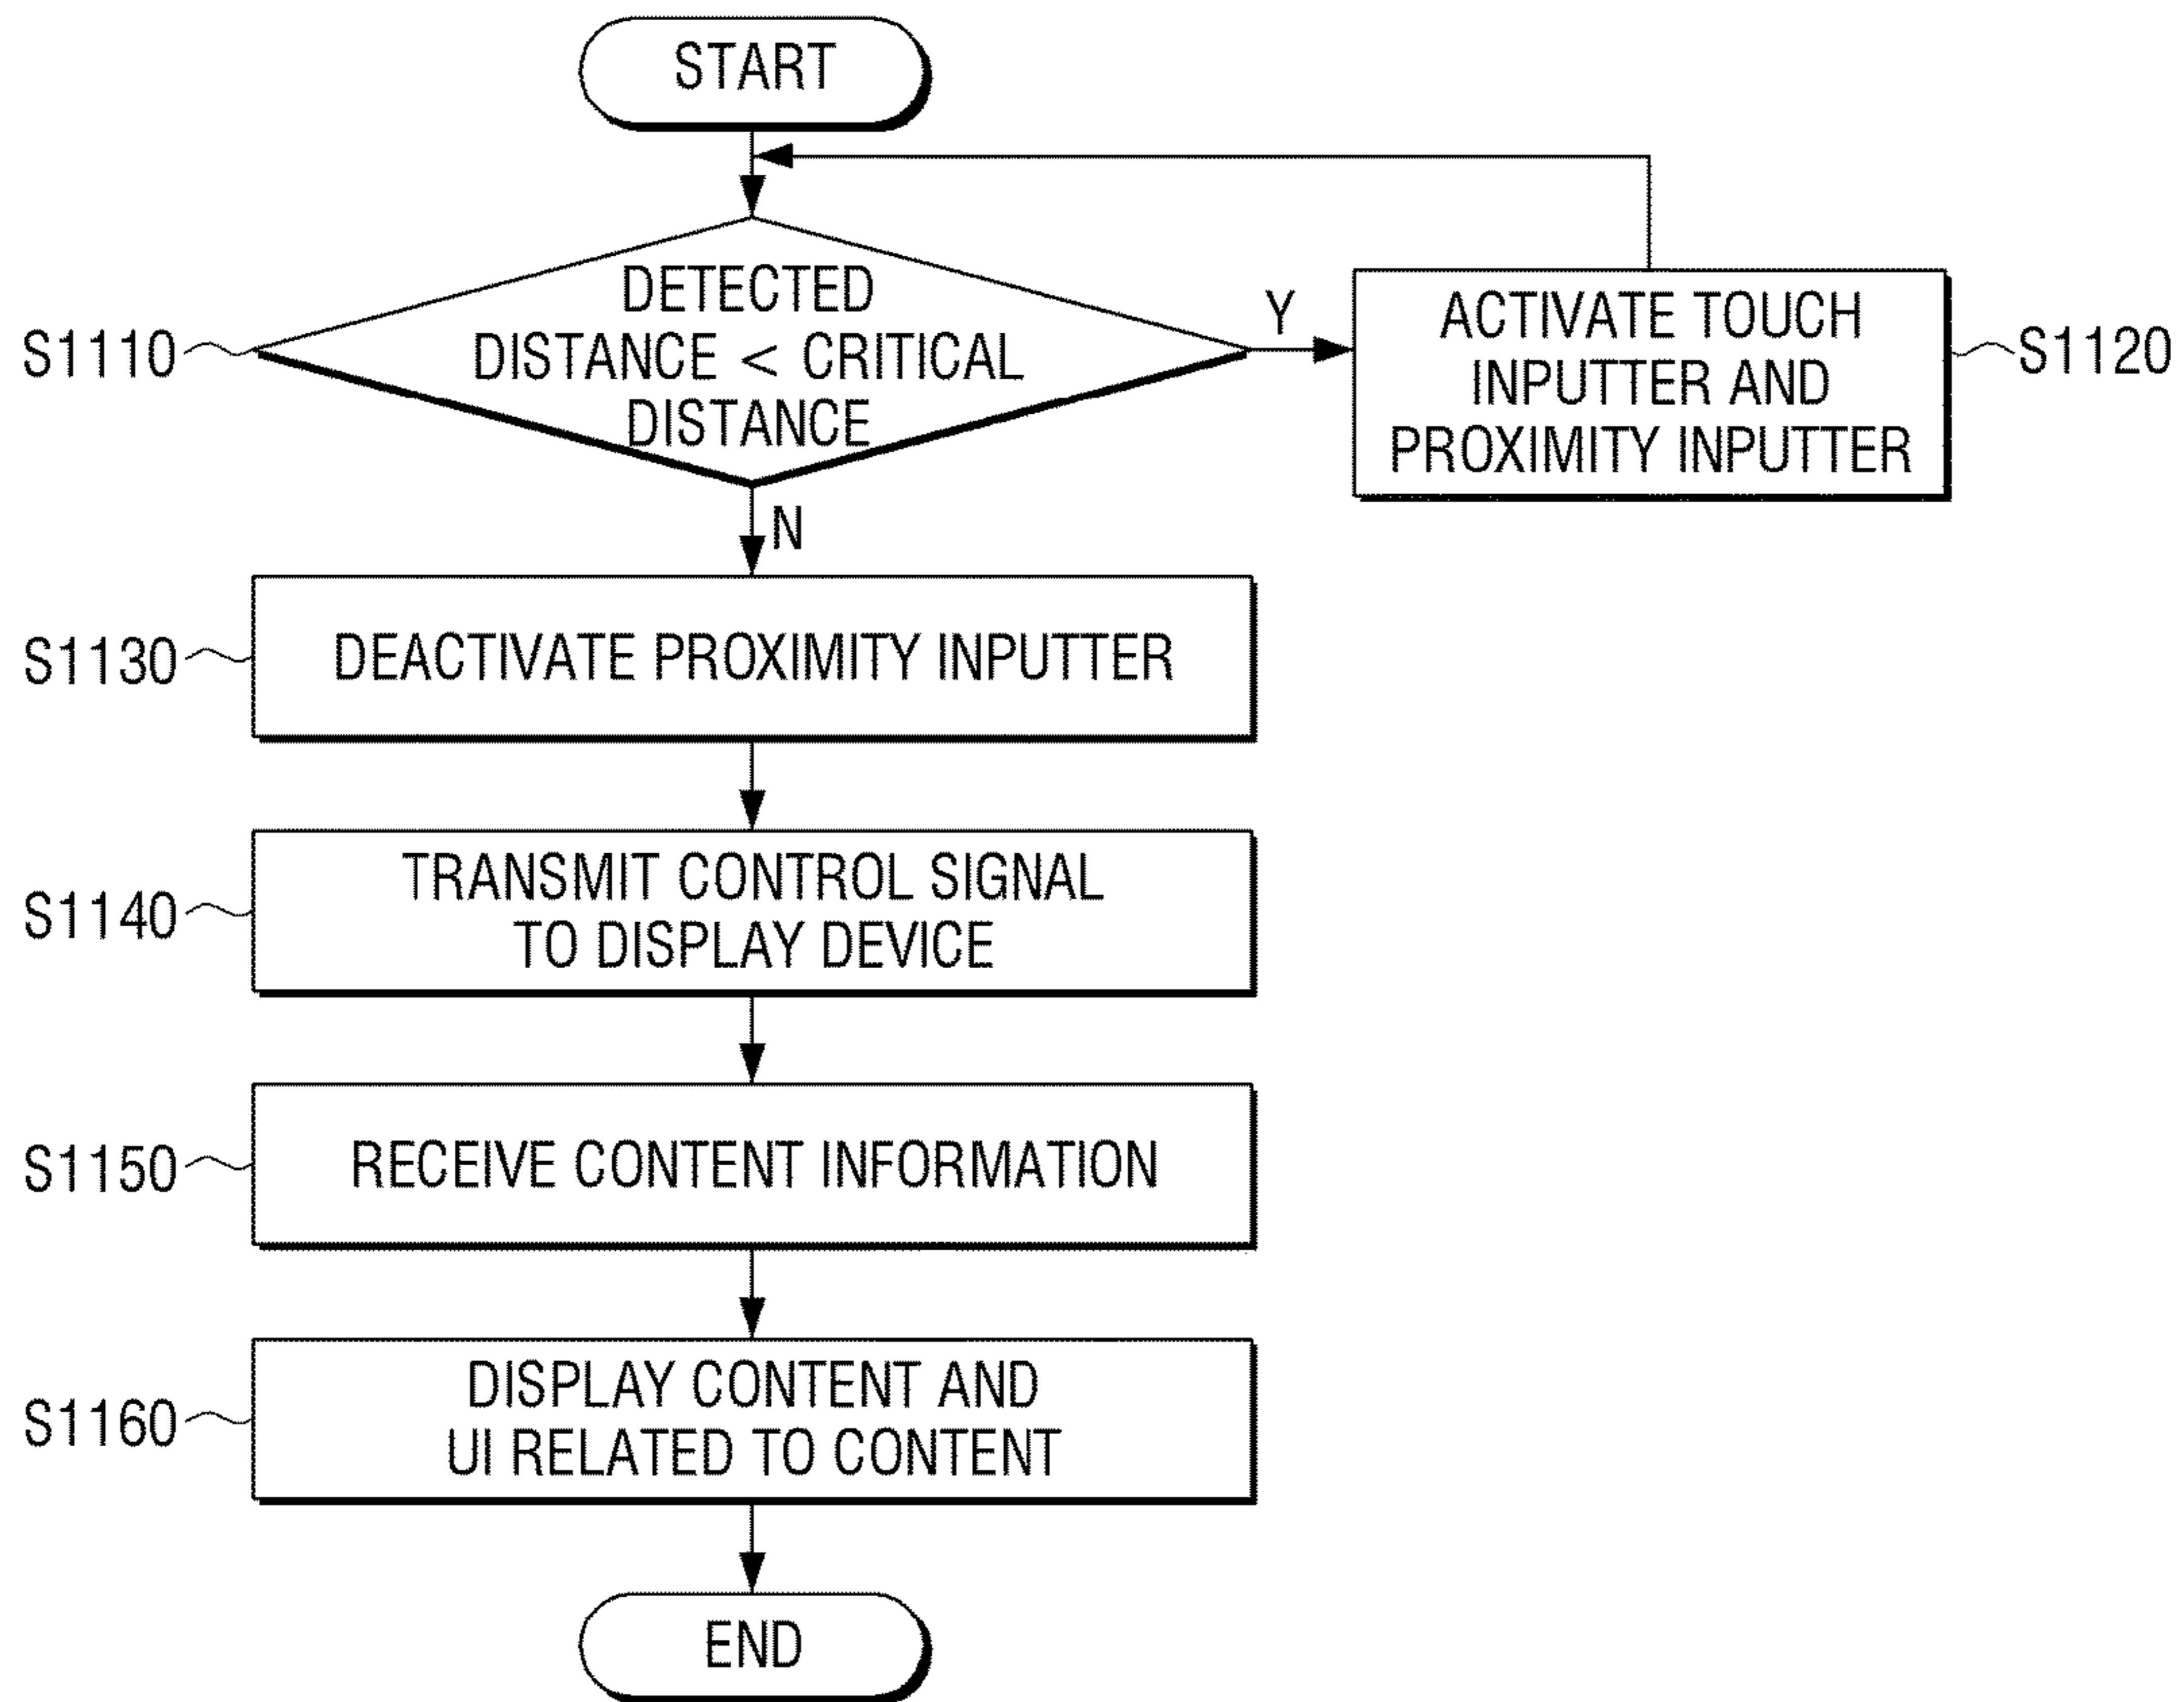 START
S1110
DETECTED
DISTANCE < CRITICAL
DISTANCE
Y
ACTIVATE TOUCH
INPUTTER AND
PROXIMITY INPUTTER
S1120
N
S1130
DEACTIVATE PROXIMITY INPUTTER
S1140
TRANSMIT CONTROL SIGNAL
TO DISPLAY DEVICE
S1150
RECEIVE CONTENT INFORMATION
S1160
DISPLAY CONTENT AND
UI RELATED TO CONTENT
END